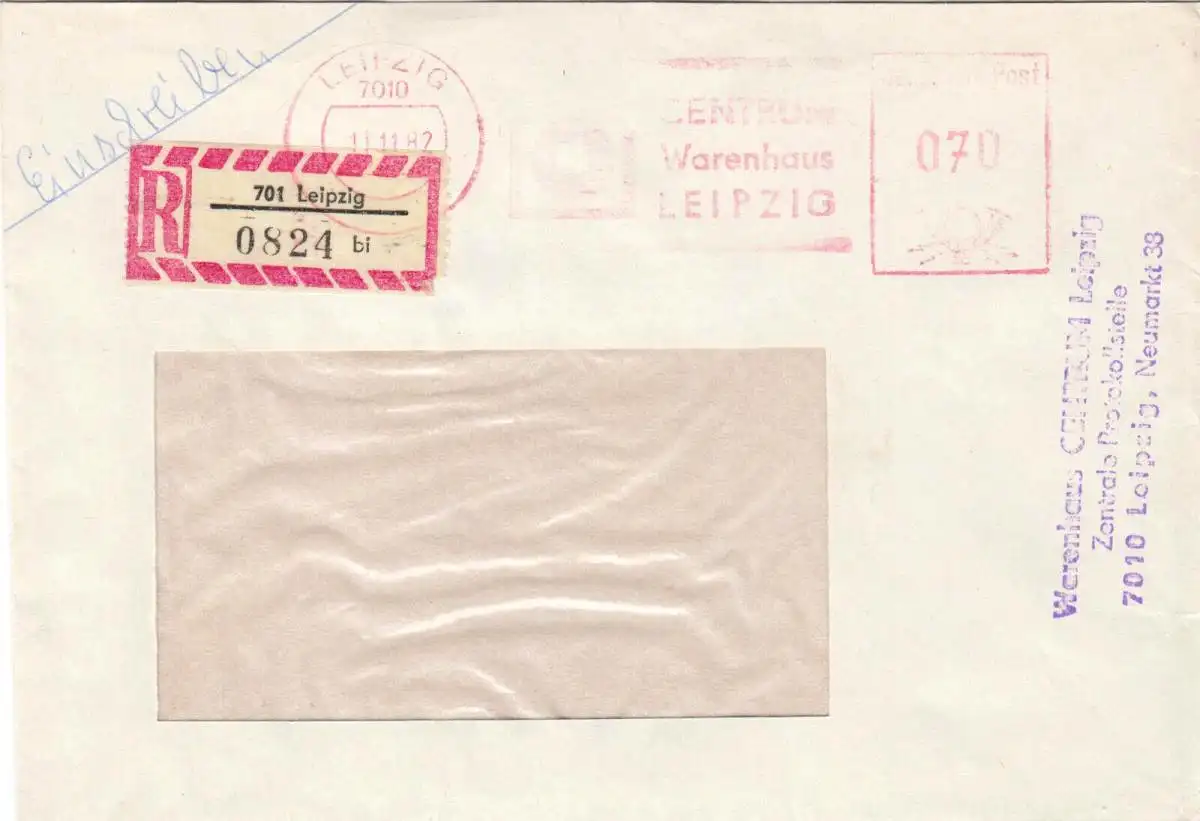 Einschreiben
LEIPZIG
7010
11.11.82
R
701 Leipzig
0824 bi
CENTRUM
Warenhaus
LEIPZIG
Post
070
Warenhaus CENTRUM Leipzig
Zentrale Protokollstelle
7010 Leipzig, Neumarkt 38